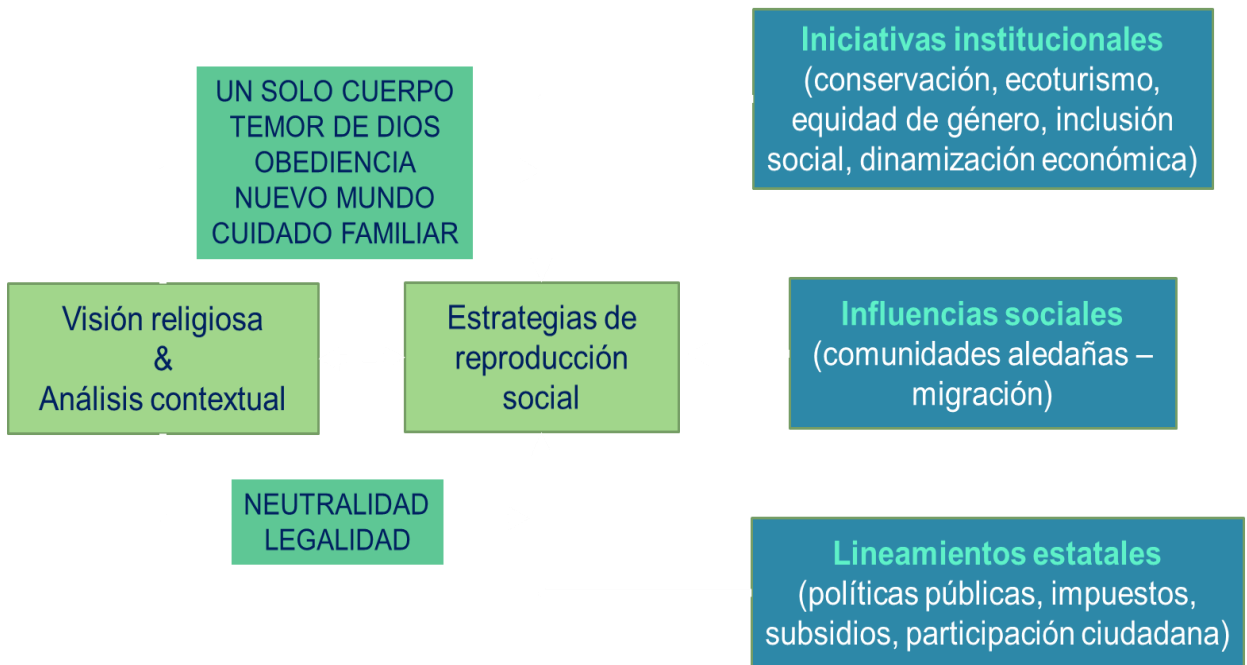 UN SOLO CUERPO
TEMOR DE DIOS
OBEDIENCIA
NUEVO MUNDO
CUIDADO FAMILIAR
Visión religiosa
&
Análisis contextual
Estrategias de
reproducción
social
NEUTRALIDAD
LEGALIDAD
Iniciativas institucionales
(conservación, ecoturismo,
equidad de género, inclusión
social, dinamización económica)
Influencias sociales
(comunidades aledañas –
migración)
Lineamientos estatales
(políticas públicas, impuestos,
subsidios, participación ciudadana)